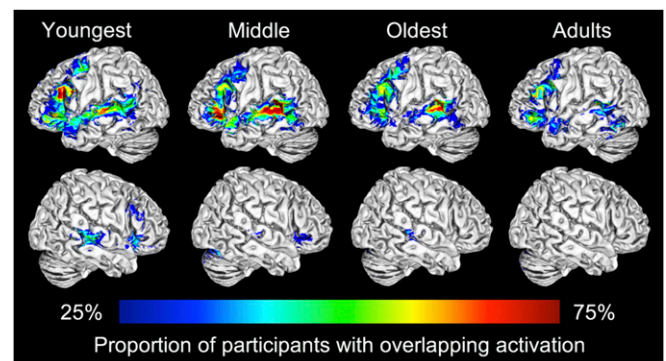 Youngest Middle Oldest Adults
25% 75%
Proportion of participants with overlapping activation